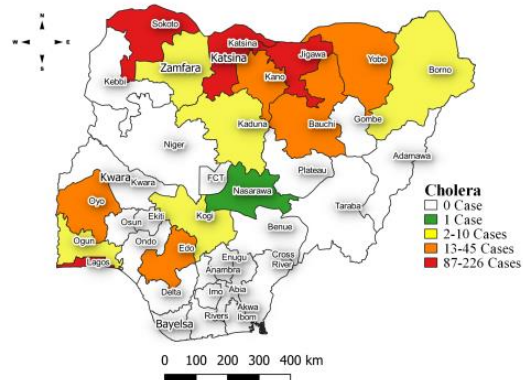 N
W E
S
Sokoto
Katsina
Katsina
Jigawa
Yobe
Borno
Zamfara
Kano
Kebbi
Kaduna
Bauchi
Gombe
Adamawa
Niger
Plateau
Kwara
Kwara
FCT
Nasarawa
Taraba
Oyo
Osun
Ekiti
Kogi
Benue
Ogun
Ondo
Edo
Lagos
Enugu
Cross
River
Anambra
Delta
Imo
Abia
Bayelsa
Rivers
Akwa
Ibom
Cholera
0 Case
1 Case
2-10 Cases
13-45 Cases
87-226 Cases
0 100 200 300 400 km